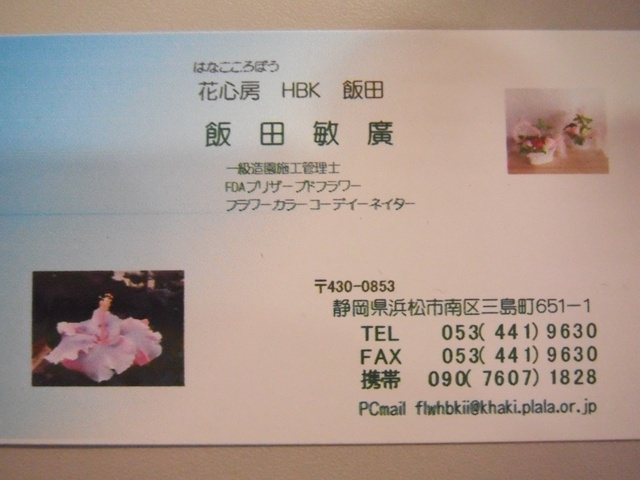 はなこころぼう
花心房 HBK 飯田
飯田敏廣
一級造園施工管理士
FDAプリザーブドフラワー
フラワーカラーコーデイーネイター
〒430-0853
静岡県浜松市南区三島町651-1
TEL 053(441)9630
FAX 053(441)9630
携帯 090(7607)1828
PCmail flwhbkii@khaki.plala.or.jp